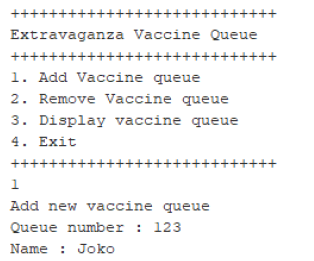 ++++++++++++++++++++++++++++
Extravaganza Vaccine Queue
++++++++++++++++++++++++++++
1. Add Vaccine queue
2. Remove Vaccine queue
3. Display vaccine queue
4. Exit
++++++++++++++++++++++++++++
1
Add new vaccine queue
Queue number : 123
Name : Joko